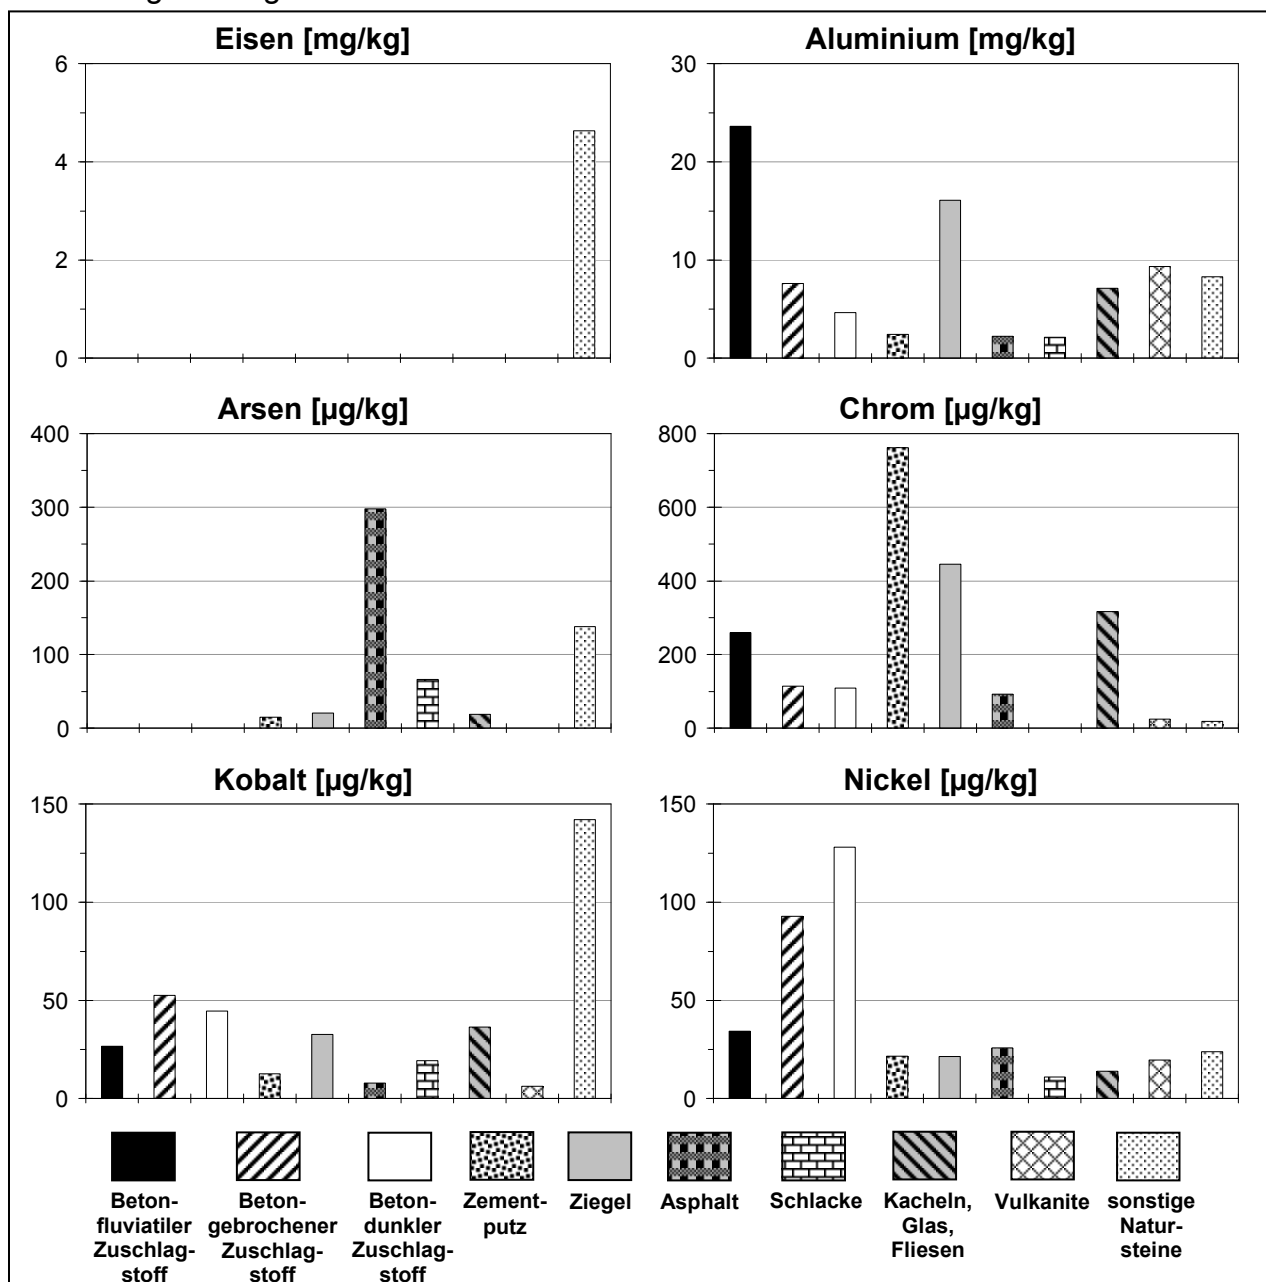 Eisen [mg/kg]
6
4
2
0
Aluminium [mg/kg]
30
20
10
0
Arsen [µg/kg]
400
300
200
100
0
Chrom [µg/kg]
800
600
400
200
0
Kobalt [µg/kg]
150
100
50
0
Nickel [µg/kg]
150
100
50
0
Beton-
fluviatiler
Zuschlag-
stoff
Beton-
gebrochener
Zuschlag-
stoff
Beton-
dunkler
Zuschlag-
stoff
Zement-
putz
Ziegel
Asphalt
Schlacke
Kacheln,
Glas,
Fliesen
Vulkanite
sonstige
Natur-
steine